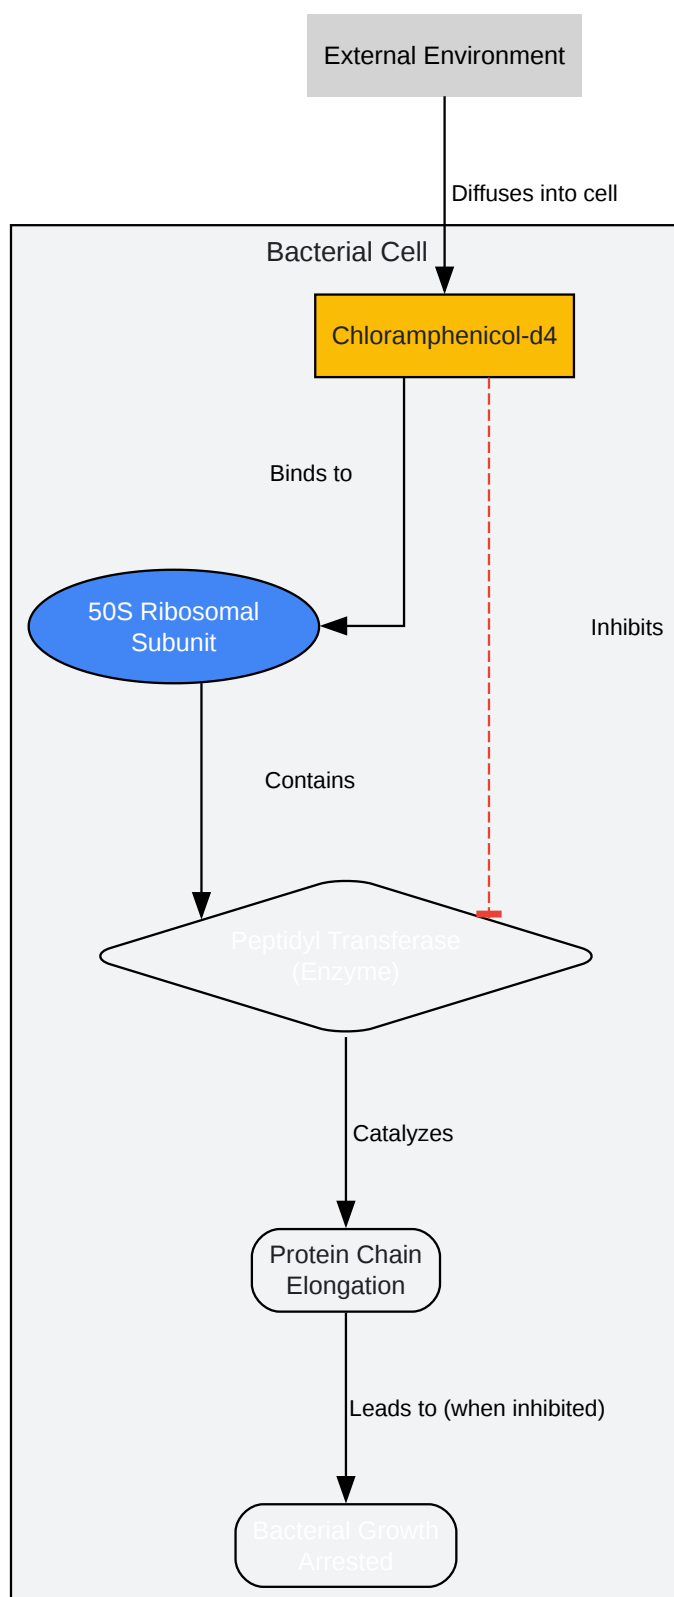 External Environment
Diffuses into cell
Bacterial Cell
Chloramphenicol-d4
Binds to
50S Ribosomal
Subunit
Inhibits
Contains
Peptidyl Transferase
(Enzyme)
Catalyzes
Protein Chain
Elongation
Leads to (when inhibited)
Bacterial Growth
Arrested